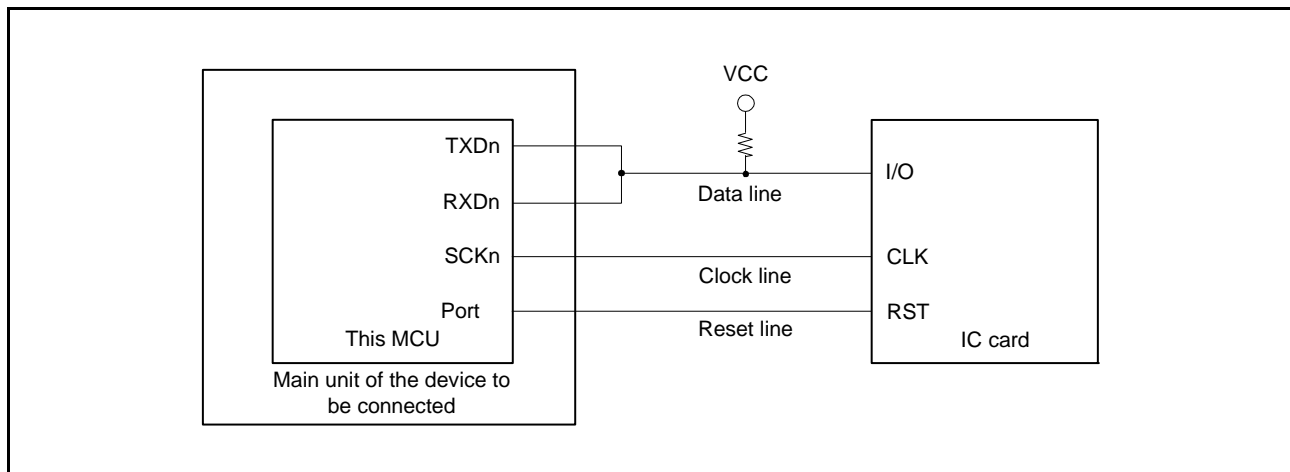 VCC
TXDn
I/O
Data line
RXDn
SCKn
CLK
Clock line
Port
RST
Reset line
This MCU
IC card
Main unit of the device to
be connected